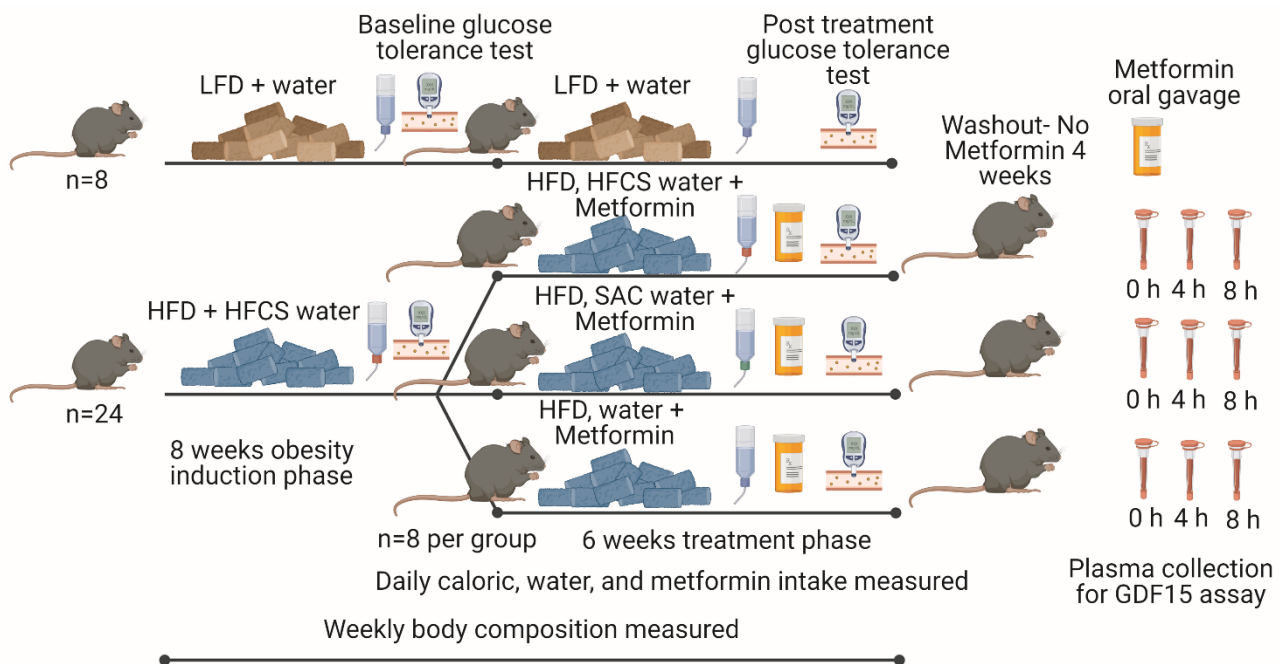 Baseline glucose
tolerance test
Post treatment
glucose tolerance
test
LFD + water
LFD + water
Metformin
oral gavage
n=8
Washout- No
Metformin 4
weeks
HFD, HFCS water +
Metformin
0 h 4 h 8 h
HFD + HFCS water
HFD, SAC water +
Metformin
n=24
0 h 4 h 8 h
8 weeks obesity
induction phase
HFD, water +
Metformin
0 h 4 h 8 h
n=8 per group
6 weeks treatment phase
Daily caloric, water, and metformin intake measured
Plasma collection
for GDF15 assay
Weekly body composition measured